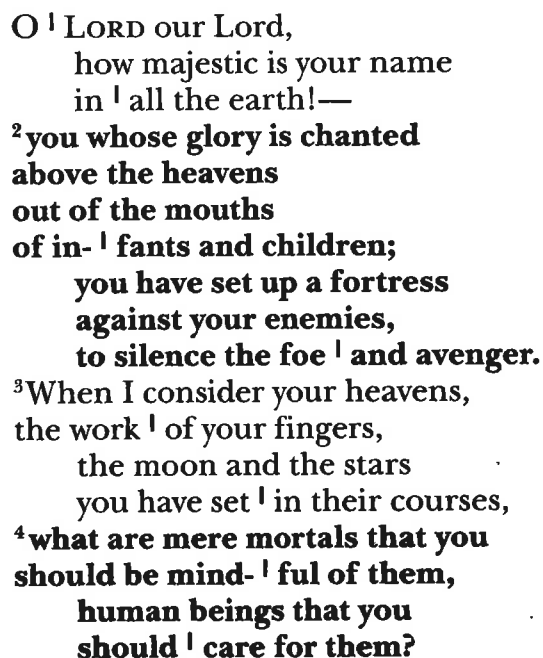 O | LORD our Lord,
how majestic is your name
in | all the earth!—
²you whose glory is chanted
above the heavens
out of the mouths
of in- | fants and children;
you have set up a fortress
against your enemies,
to silence the foe | and avenger.
³When I consider your heavens,
the work | of your fingers,
the moon and the stars
you have set | in their courses,
⁴what are mere mortals that you
should be mind- | ful of them,
human beings that you
should | care for them?